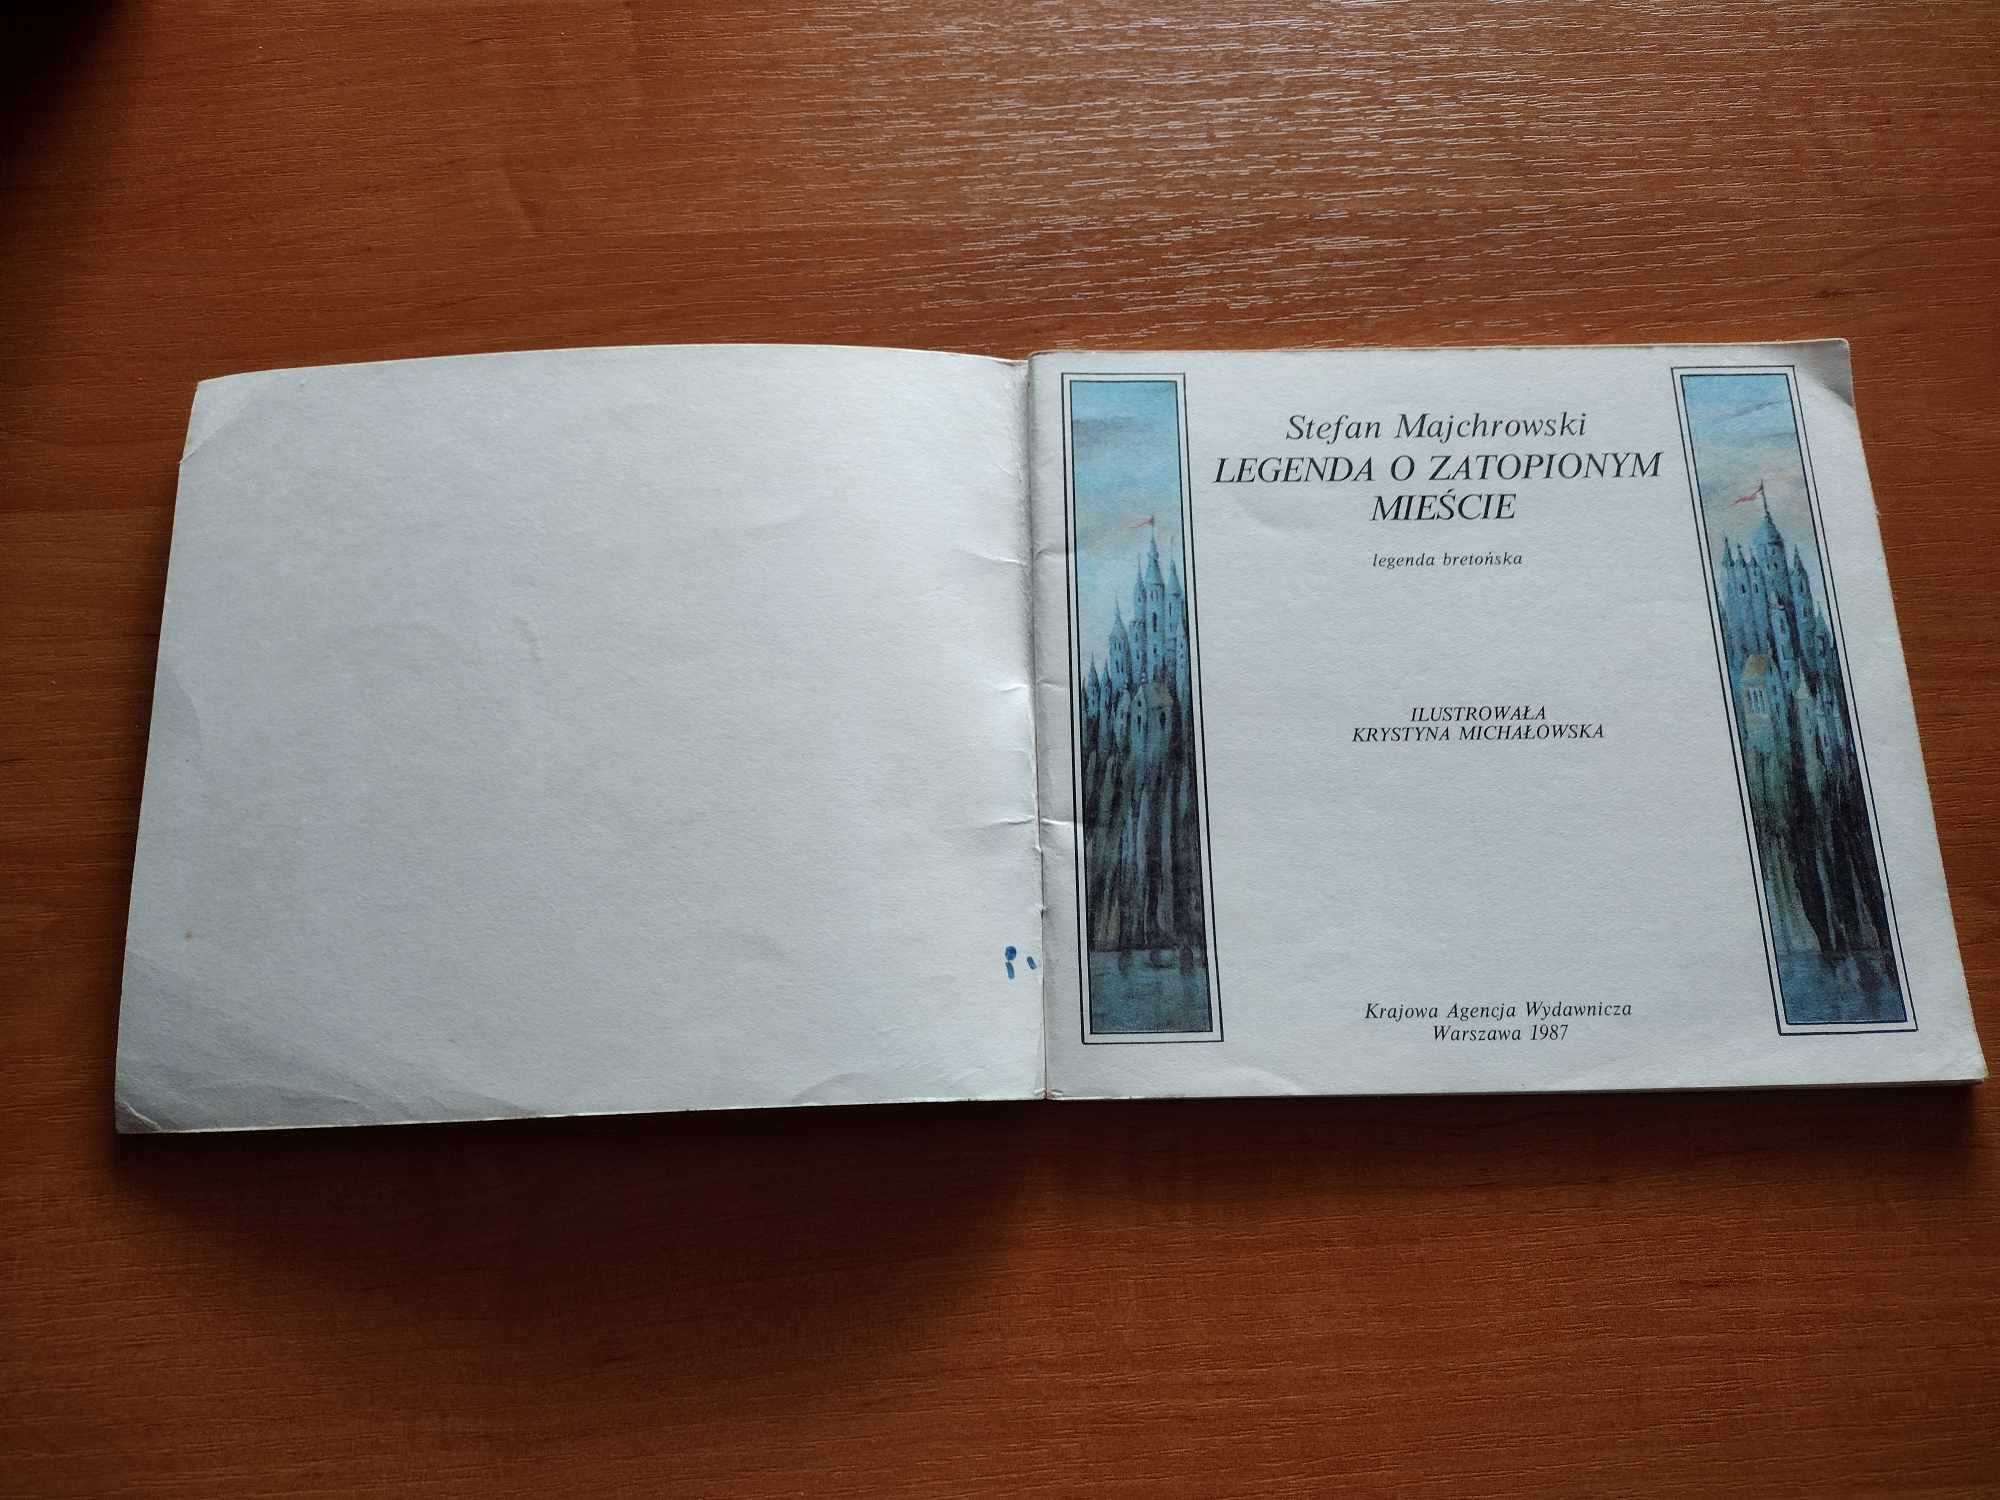 Stefan Majchrowski
LEGENDA O ZATOPIONYM
MIEŚCIE
legenda bretońska
ILUSTROWAŁA
KRYSTYNA MICHAŁOWSKA
Krajowa Agencja Wydawnicza
Warszawa 1987